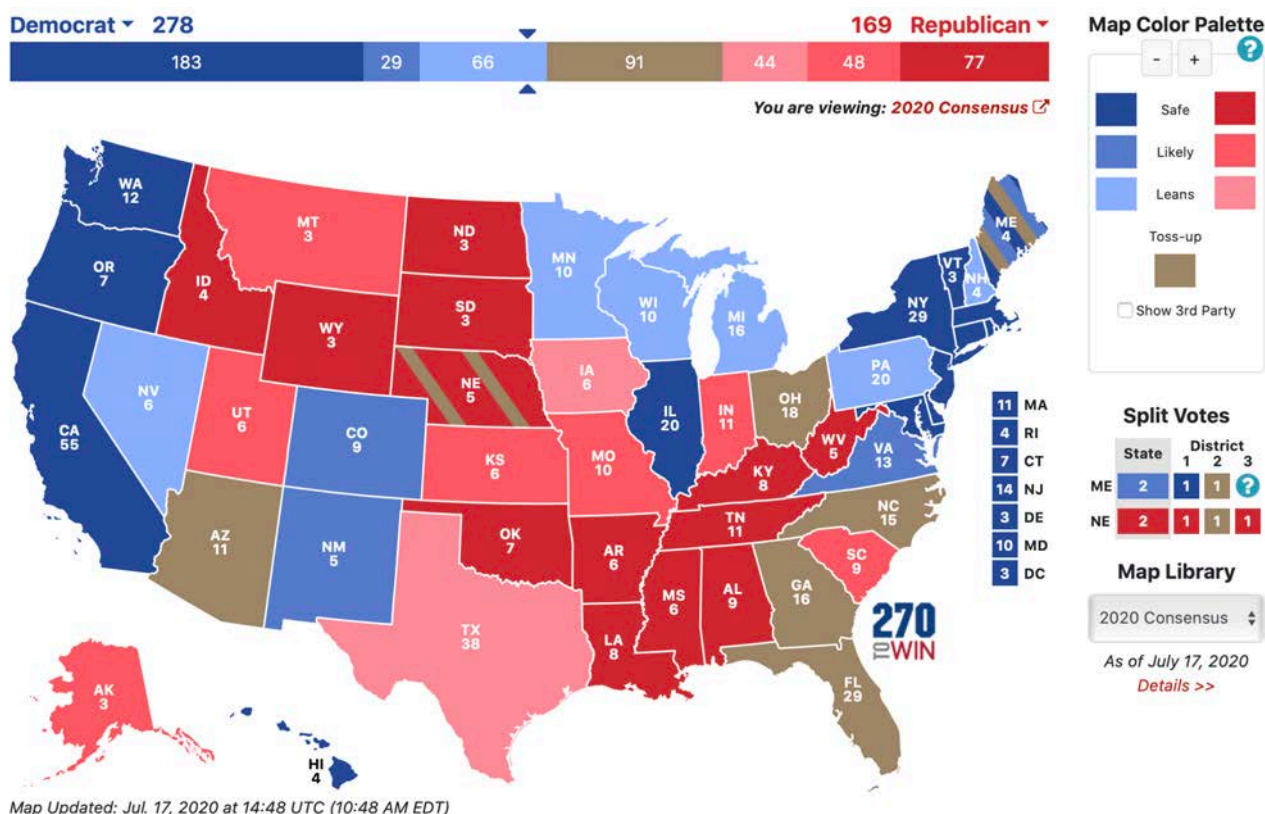 Democrat 278
169 Republican
183 29 66 91 44 48 77
You are viewing: 2020 Consensus
Map Color Palette
- + ?
Safe
Likely
Leans
Toss-up
Show 3rd Party
WA
12
OR
7
CA
55
NV
6
ID
4
MT
3
WY
3
UT
6
CO
9
AZ
11
NM
5
ND
3
SD
3
NE
5
KS
6
OK
7
TX
38
MN
10
IA
6
MO
10
AR
6
LA
8
WI
10
IL
20
MI
16
IN
11
OH
18
KY
8
TN
11
MS
6
AL
9
GA
16
FL
29
SC
9
NC
15
VA
13
WV
5
PA
20
NY
29
VT
3
NH
4
ME
4
AK
3
HI
4
11 MA
4 RI
7 CT
14 NJ
3 DE
10 MD
3 DC
270
TO WIN
Split Votes
State District
1 2 3
ME 2 1 1 ?
NE 2 1 1 1
Map Library
2020 Consensus
As of July 17, 2020
Details >>
Map Updated: Jul. 17, 2020 at 14:48 UTC (10:48 AM EDT)